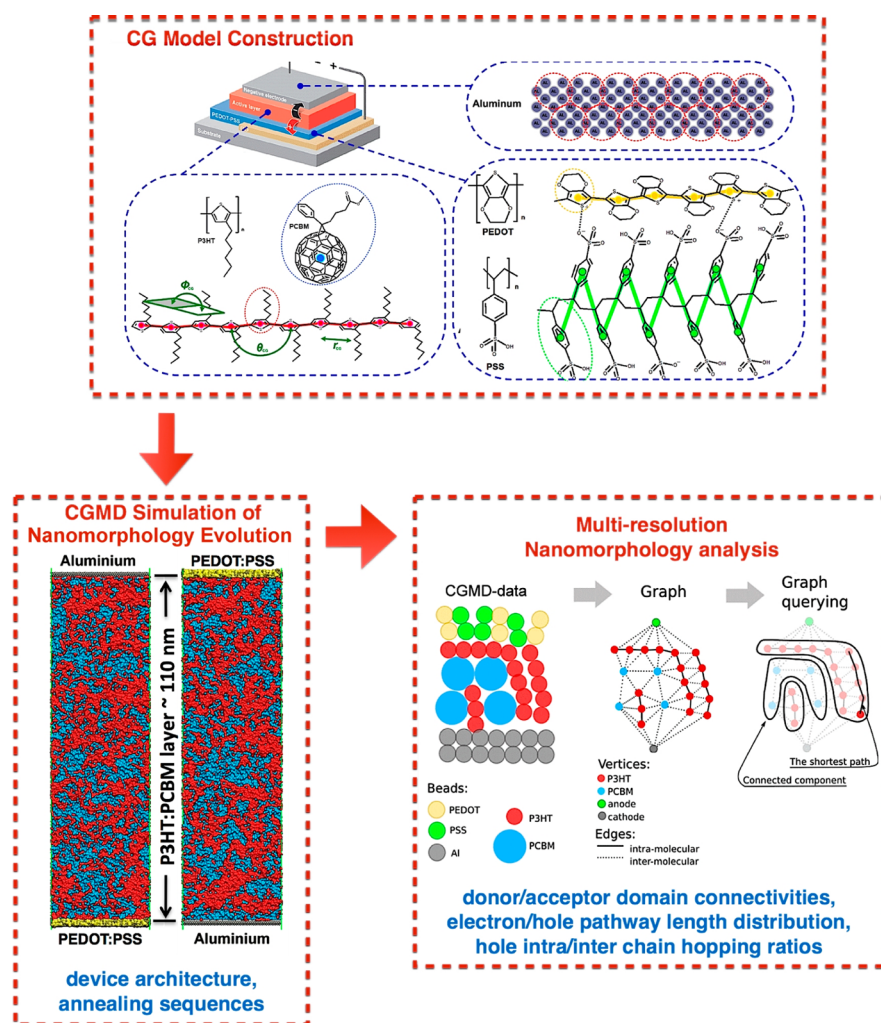 CG Model Construction
- +
Negative electrode
Active layer
PEDOT-PSS
Substrate
Aluminum
P3HT
n
PCBM
Φcg
θcg
rcg
PEDOT
n
PSS
n
OH
CGMD Simulation of
Nanomorphology Evolution
Aluminium
PEDOT:PSS
P3HT:PCBM layer ~ 110 nm
PEDOT:PSS
Aluminium
device architecture,
annealing sequences
Multi-resolution
Nanomorphology analysis
CGMD-data
Graph
Graph
querying
The shortest path
Connected component
Beads:
PEDOT
PSS
Al
P3HT
PCBM
Vertices:
P3HT
PCBM
anode
cathode
Edges:
intra-molecular
inter-molecular
donor/acceptor domain connectivities,
electron/hole pathway length distribution,
hole intra/inter chain hopping ratios